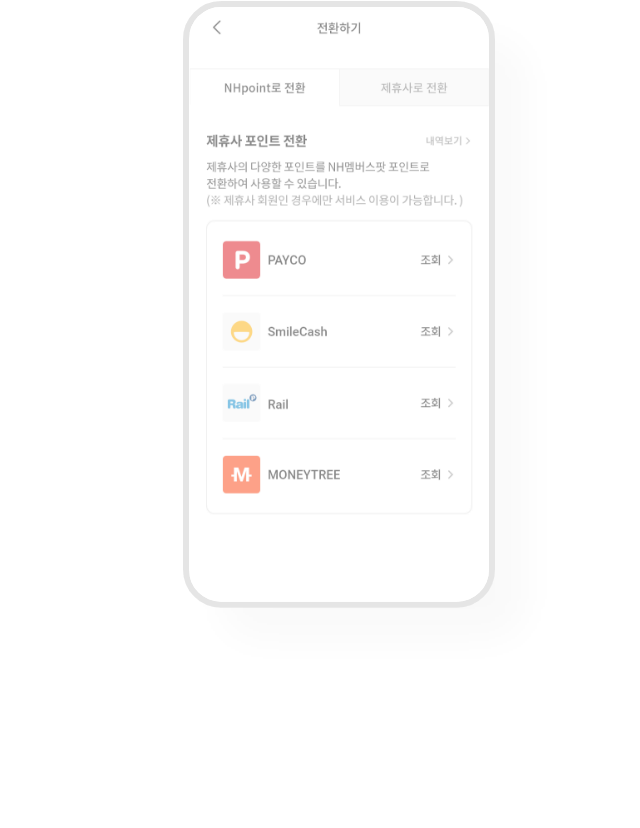 전환하기
NHpoint로 전환
제휴사로 전환
제휴사 포인트 전환
내역보기
제휴사의 다양한 포인트를 NH멤버스팟 포인트로
전환하여 사용할 수 있습니다.
(※ 제휴사 회원인 경우에만 서비스 이용이 가능합니다. )
P PAYCO 조회
SmileCash 조회
Rail P Rail 조회
M MONEYTREE 조회